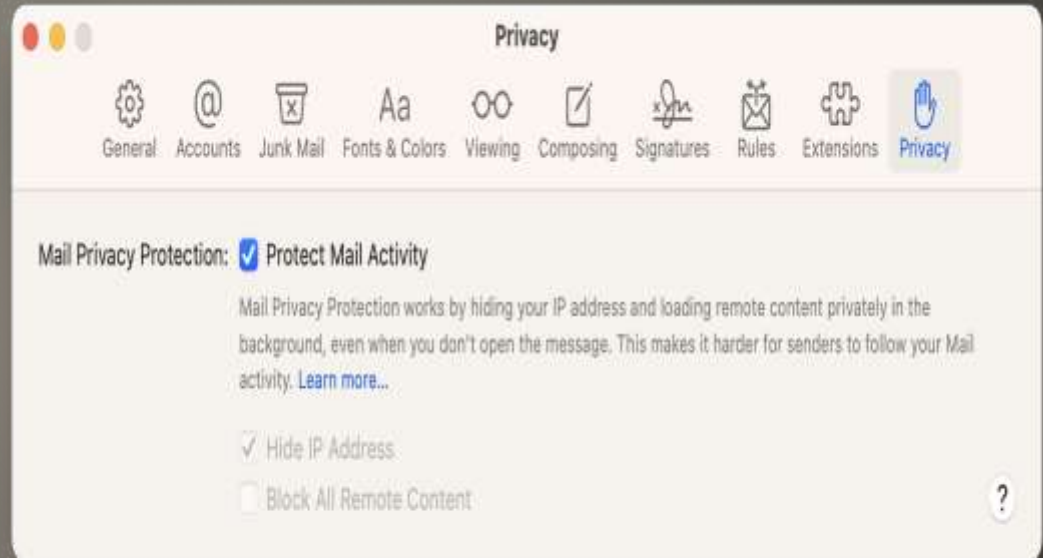 Privacy
General Accounts Junk Mail Fonts & Colors Viewing Composing Signatures Rules Extensions Privacy
Mail Privacy Protection: Protect Mail Activity
Mail Privacy Protection works by hiding your IP address and loading remote content privately in the
background, even when you don't open the message. This makes it harder for senders to follow your Mail
activity. Learn more...
Hide IP Address
Block All Remote Content
?